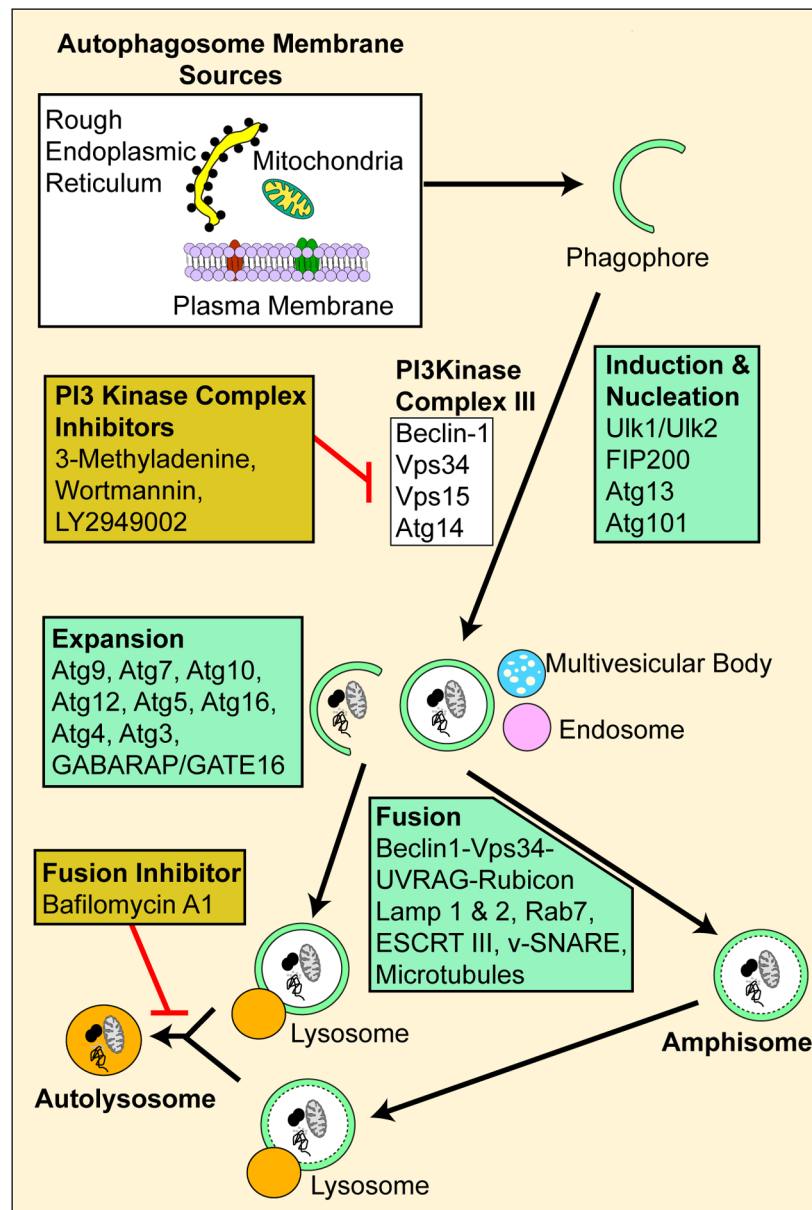 Autophagosome Membrane
Sources
Rough
Endoplasmic
Reticulum
Mitochondria
Plasma Membrane
Phagophore
PI3 Kinase Complex
Inhibitors
3-Methyladenine,
Wortmannin,
LY2949002
PI3Kinase
Complex III
Beclin-1
Vps34
Vps15
Atg14
Induction &
Nucleation
Ulk1/Ulk2
FIP200
Atg13
Atg101
Expansion
Atg9, Atg7, Atg10,
Atg12, Atg5, Atg16,
Atg4, Atg3,
GABARAP/GATE16
Multivesicular Body
Endosome
Fusion
Beclin1-Vps34-
UVRAG-Rubicon
Lamp 1 & 2, Rab7,
ESCRT III, v-SNARE,
Microtubules
Fusion Inhibitor
Bafilomycin A1
Lysosome
Amphisome
Autolysosome
Lysosome